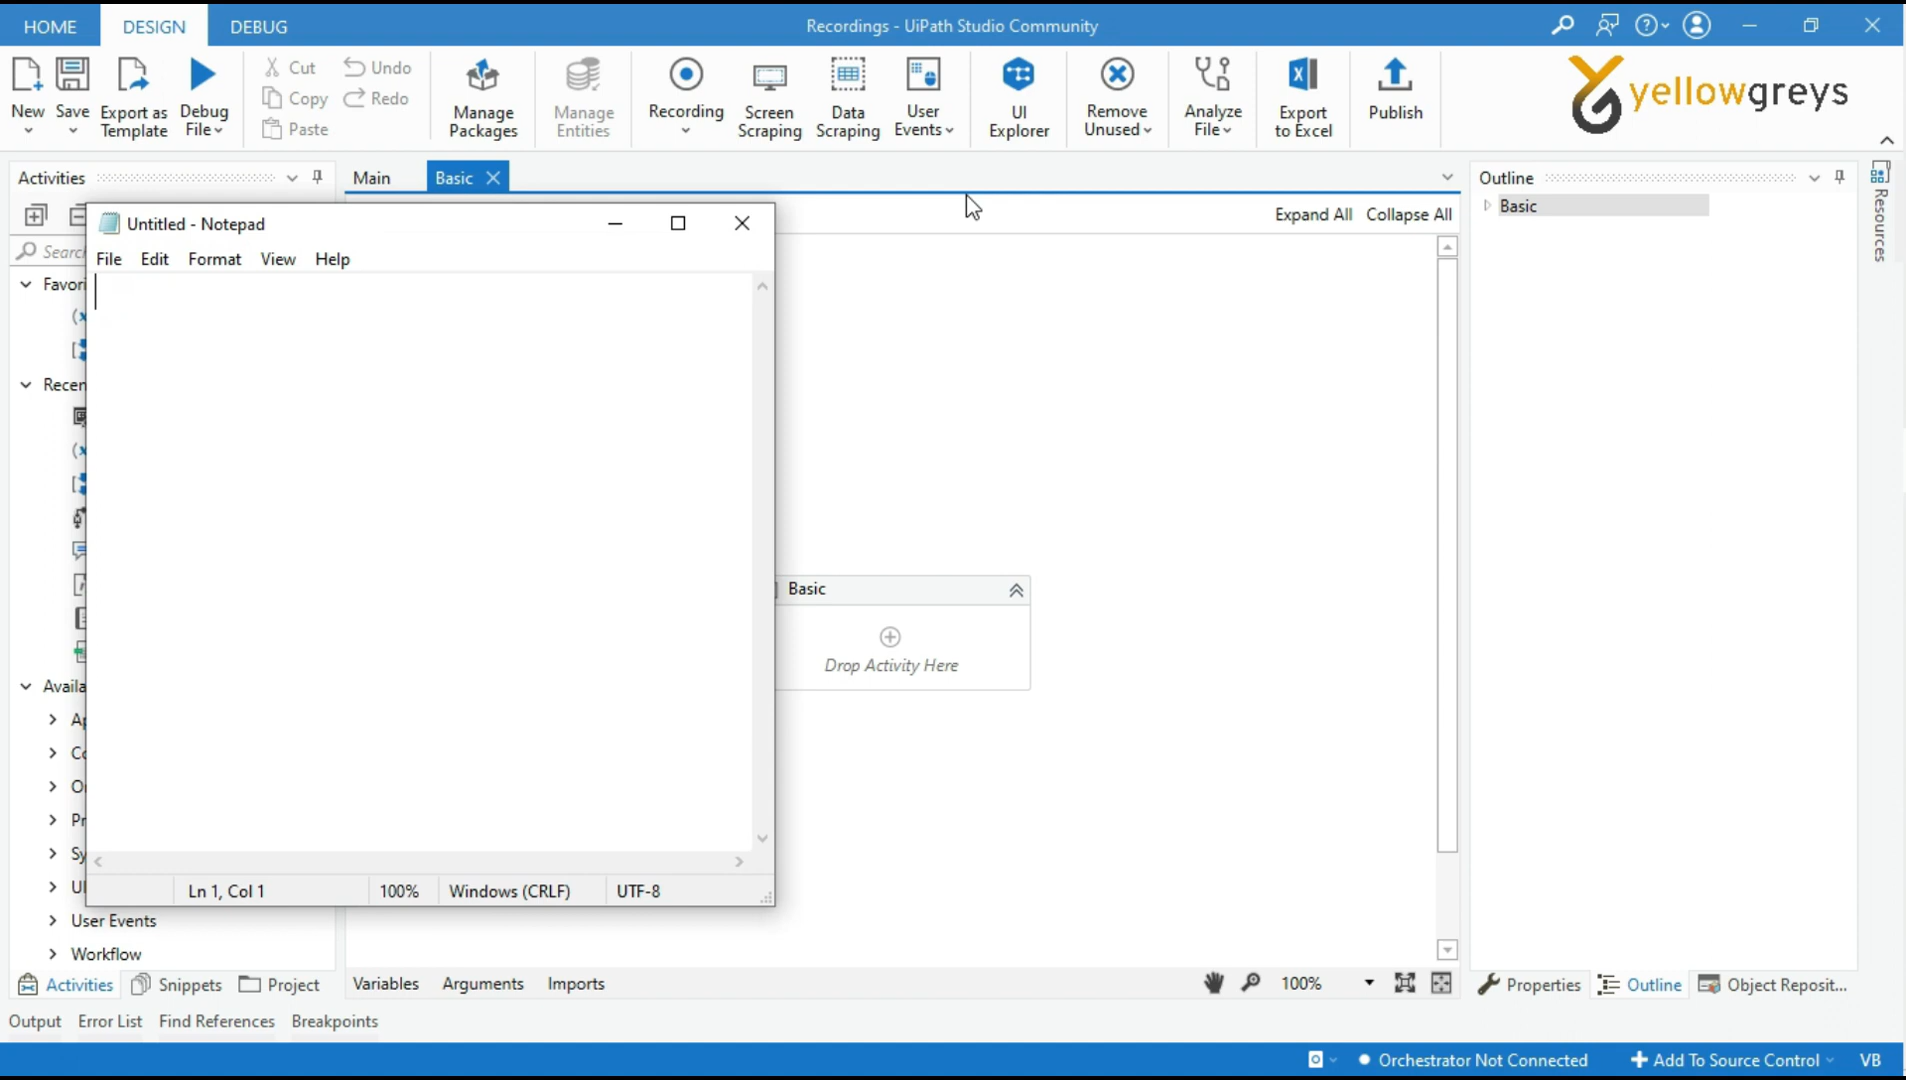 HOME DESIGN DEBUG Recordings - UiPath Studio Community
New Save Export as Template Debug File Cut Copy Paste Undo Redo Manage Packages Manage Entities Recording Screen Scraping Data Scraping User Events UI Explorer Remove Unused Analyze File Export to Excel Publish yellowgreys
Activities Main Basic Outline
Expand All Collapse All Basic
Resources
Untitled - Notepad
File Edit Format View Help
Basic
Drop Activity Here
Ln 1, Col 1 100% Windows (CRLF) UTF-8
User Events
Workflow
Activities Snippets Project Variables Arguments Imports 100% Properties Outline Object Reposit...
Output Error List Find References Breakpoints
Orchestrator Not Connected Add To Source Control VB